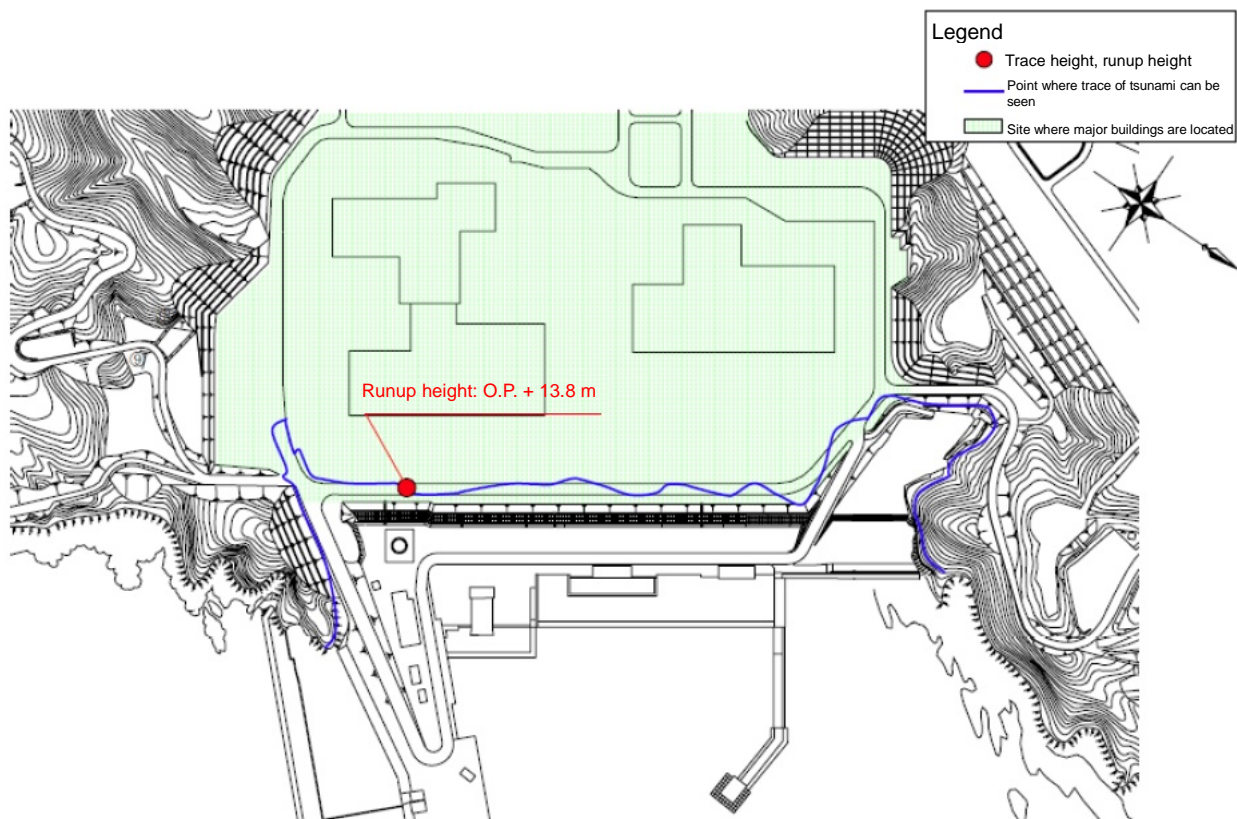 Legend
Trace height, runup height
Point where trace of tsunami can be
seen
Site where major buildings are located
Runup height: O.P. + 13.8 m